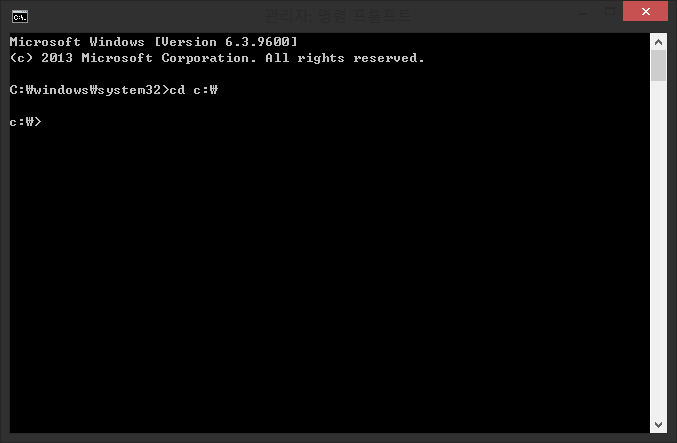 관리자: 명령 프롬프트
Microsoft Windows [Version 6.3.9600]
(c) 2013 Microsoft Corporation. All rights reserved.
C:₩windows₩system32>cd c:₩
c:₩>